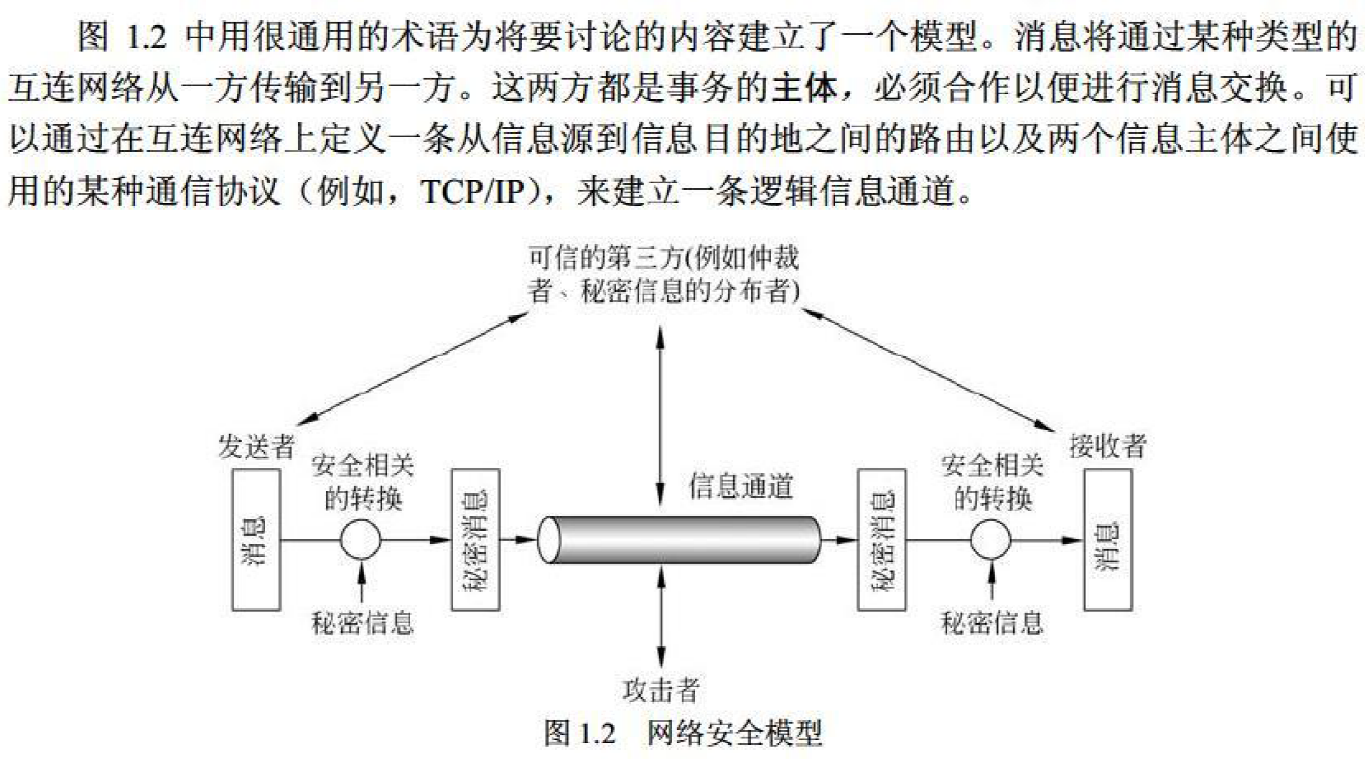 图 1.2 中用很通用的术语为将要讨论的内容建立了一个模型。消息将通过某种类型的
互连网络从一方传输到另一方。这两方都是事务的主体，必须合作以便进行消息交换。可
以通过在互连网络上定义一条从信息源到信息目的地之间的路由以及两个信息主体之间使
用的某种通信协议（例如，TCP/IP），来建立一条逻辑信息通道。
可信的第三方(例如仲裁
者、秘密信息的分布者)
发送者
接收者
安全相关
的转换
信息通道
安全相关
的转换
消息
秘密消息
秘密消息
消息
秘密信息
秘密信息
攻击者
图 1.2 网络安全模型